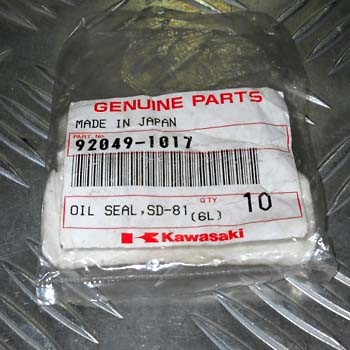 GENUINE PARTS
MADE IN JAPAN
PART. No.
92049-1017
QTY
OIL SEAL,SD-81 (6L) 10
Kawasaki